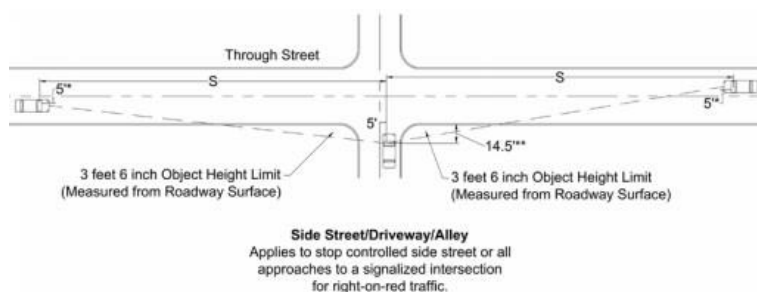 Through Street
S
S
5'*
5'*
5'
14.5'**
3 feet 6 inch Object Height Limit
(Measured from Roadway Surface)
3 feet 6 inch Object Height Limit
(Measured from Roadway Surface)
Side Street/Driveway/Alley
Applies to stop controlled side street or all
approaches to a signalized intersection
for right-on-red traffic.